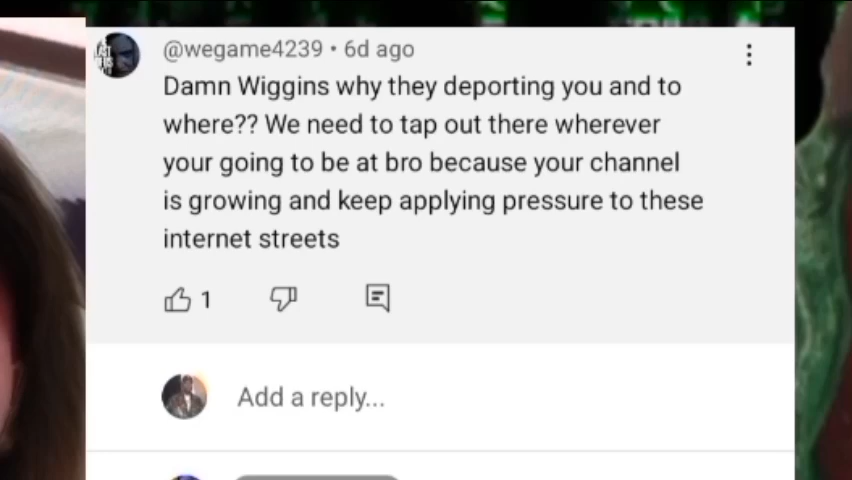 @wegame4239 • 6d ago
Damn Wiggins why they deporting you and to
where?? We need to tap out there wherever
your going to be at bro because your channel
is growing and keep applying pressure to these
internet streets
1
Add a reply...